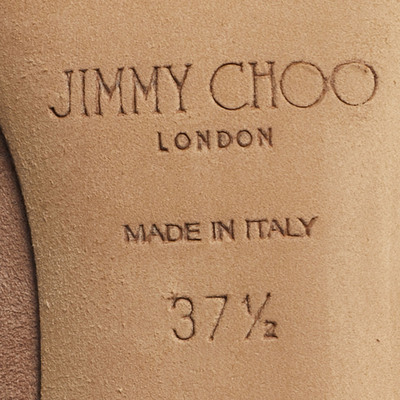 JIMMY CHOO
LONDON
MADE IN ITALY
37½